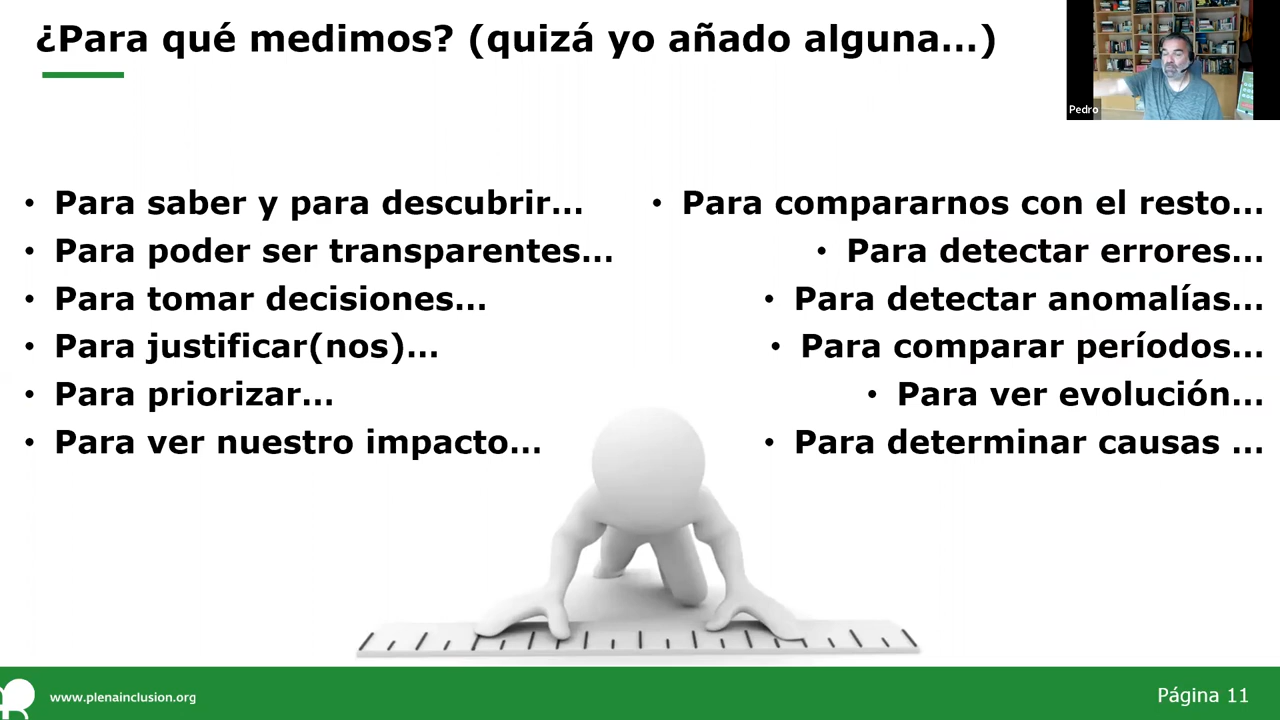 ¿Para qué medimos? (quizá yo añado alguna...)
Pedro
• Para saber y para descubrir...
• Para poder ser transparentes...
• Para tomar decisiones...
• Para justificar(nos)...
• Para priorizar...
• Para ver nuestro impacto...
• Para compararnos con el resto...
• Para detectar errores...
• Para detectar anomalías...
• Para comparar períodos...
• Para ver evolución...
• Para determinar causas ...
www.plenainclusion.org
Página 11